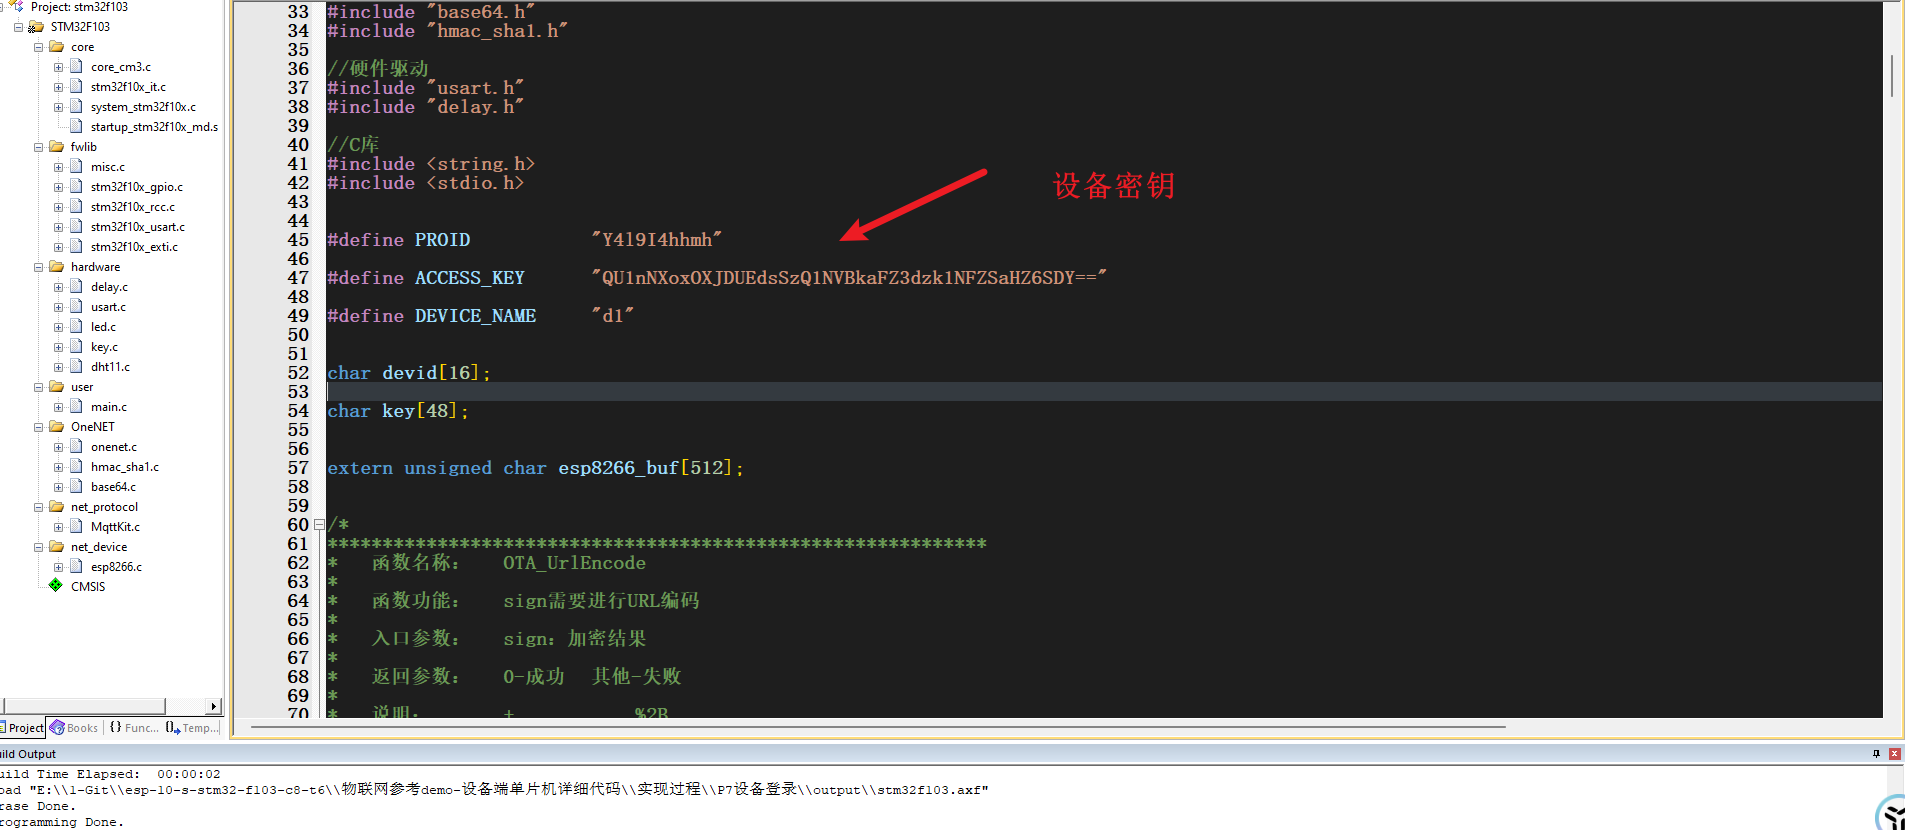 Project: stm32f103
STM32F103
core
core_cm3.c
stm32f10x_it.c
system_stm32f10x.c
startup_stm32f10x_md.s
fwlib
misc.c
stm32f10x_gpio.c
stm32f10x_rcc.c
stm32f10x_usart.c
stm32f10x_exti.c
hardware
delay.c
usart.c
led.c
key.c
dht11.c
user
main.c
OneNET
onenet.c
hmac_sha1.c
base64.c
net_protocol
MqttKit.c
net_device
esp8266.c
CMSIS
Project Books {} Func... Temp...
33 #include "base64.h"
34 #include "hmac_sha1.h"
35
36 //硬件驱动
37 #include "usart.h"
38 #include "delay.h"
39
40 //C库
41 #include <string.h>
42 #include <stdio.h>
43
44
45 #define PROID "Y4l9I4hhmh"
46
47 #define ACCESS_KEY "QU1nNXoxOXJDUEdsSzQ1NVBkaFZ3dzk1NFZSaHZ6SDY=="
48
49 #define DEVICE_NAME "d1"
50
51
52 char devid[16];
53
54 char key[48];
55
56
57 extern unsigned char esp8266_buf[512];
58
59
60 /*
61 ************************************************************
62 * 函数名称： OTA_UrlEncode
63 *
64 * 函数功能： sign需要进行URL编码
65 *
66 * 入口参数： sign：加密结果
67 *
68 * 返回参数： 0-成功 其他-失败
69 *
70 * 说明： + %2B
设备密钥
ild Output
uild Time Elapsed: 00:00:02
oad "E:\\1-Git\\esp-10-s-stm32-f103-c8-t6\\物联网参考demo-设备端单片机详细代码\\实现过程\\P7设备登录\\output\\stm32f103.axf"
rase Done.
rogramming Done.